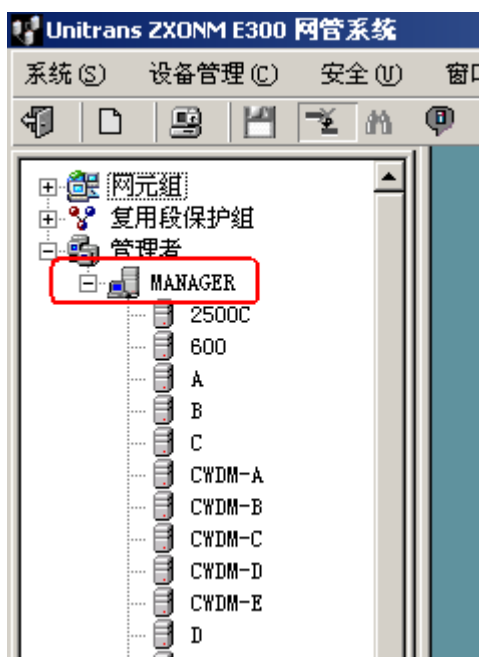 Unitrans ZXONM E300 网管系统
系统(S) 设备管理(C) 安全(U)
网元组
复用段保护组
管理者
MANAGER
2500C
600
A
B
C
CWDM-A
CWDM-B
CWDM-C
CWDM-D
CWDM-E
D